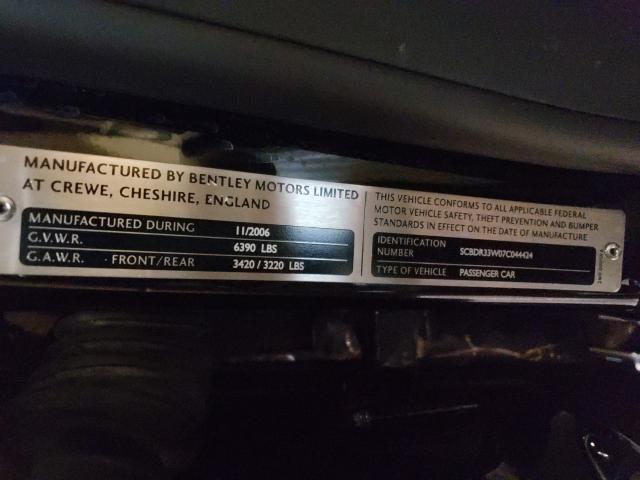 MANUFACTURED BY BENTLEY MOTORS LIMITED
AT CREWE, CHESHIRE, ENGLAND
MANUFACTURED DURING 11/2006
G.V.W.R. 6390 LBS
G.A.W.R. · FRONT/REAR 3420 / 3220 LBS
THIS VEHICLE CONFORMS TO ALL APPLICABLE FEDERAL
MOTOR VEHICLE SAFETY, THEFT PREVENTION AND BUMPER
STANDARDS IN EFFECT ON THE DATE OF MANUFACTURE
IDENTIFICATION
NUMBER SCBDR33W07C044424
TYPE OF VEHICLE PASSENGER CAR